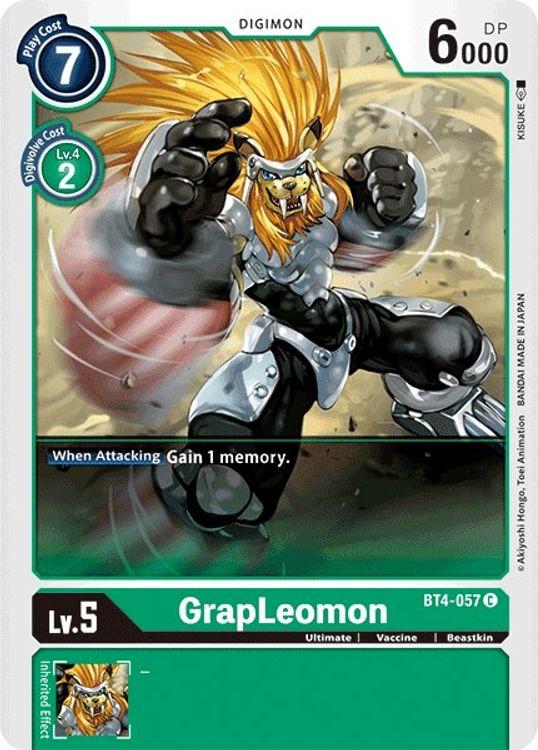 Play Cost
7
DIGIMON
DP
6000
Digivolve Cost
Lv.4
2
KISUKE
© Akiyoshi Hongo, Toei Animation BANDAI MADE IN JAPAN
When Attacking Gain 1 memory.
BT4-057 C
Lv.5 GrapLeomon
Ultimate | Vaccine | Beastkin
Inherited Effect
–